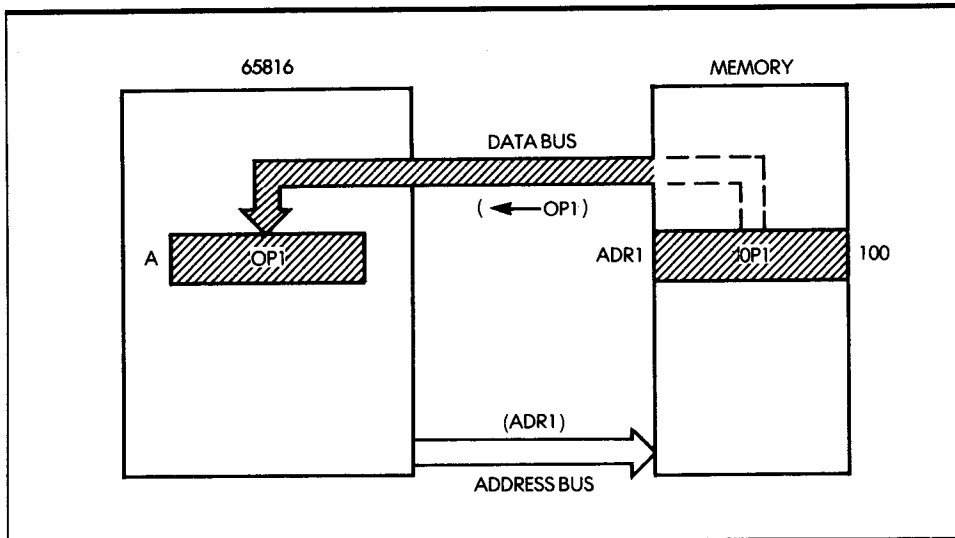 65816
MEMORY
DATA BUS
( ← OP1)
A
OP1
ADR1
OP1
100
(ADR1)
ADDRESS BUS